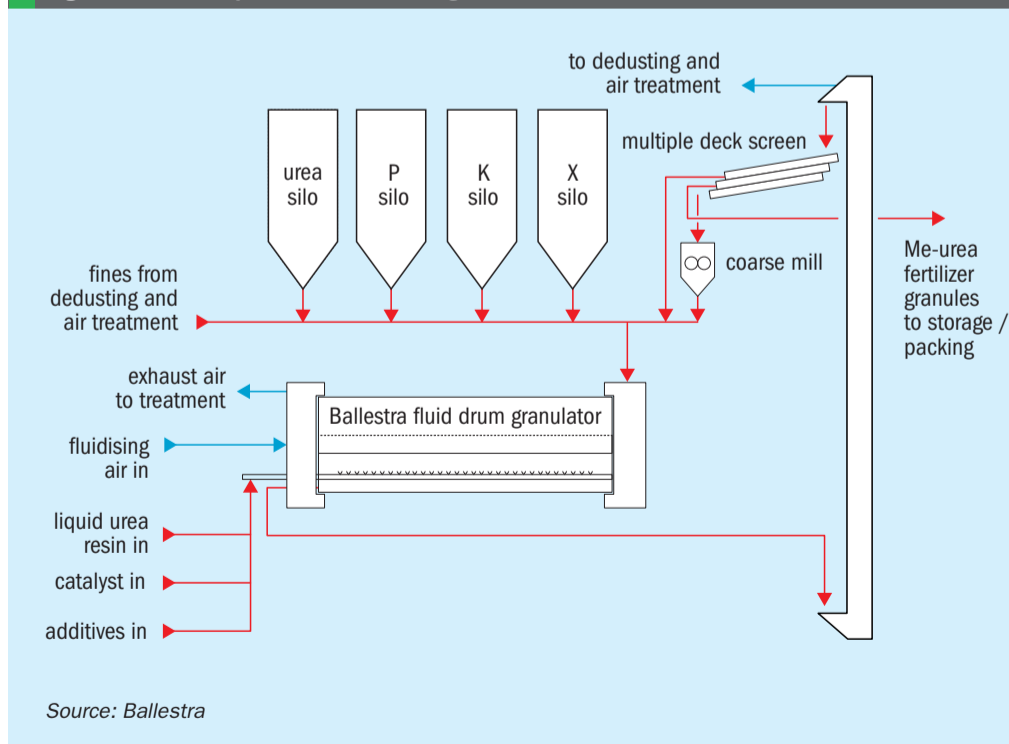 to dedusting and
air treatment
multiple deck screen
urea
silo
P
silo
K
silo
X
silo
coarse mill
Me-urea
fertilizer
granules
to storage /
packing
fines from
dedusting and
air treatment
exhaust air
to treatment
Ballestra fluid drum granulator
fluidising
air in
liquid urea
resin in
catalyst in
additives in
Source: Ballestra